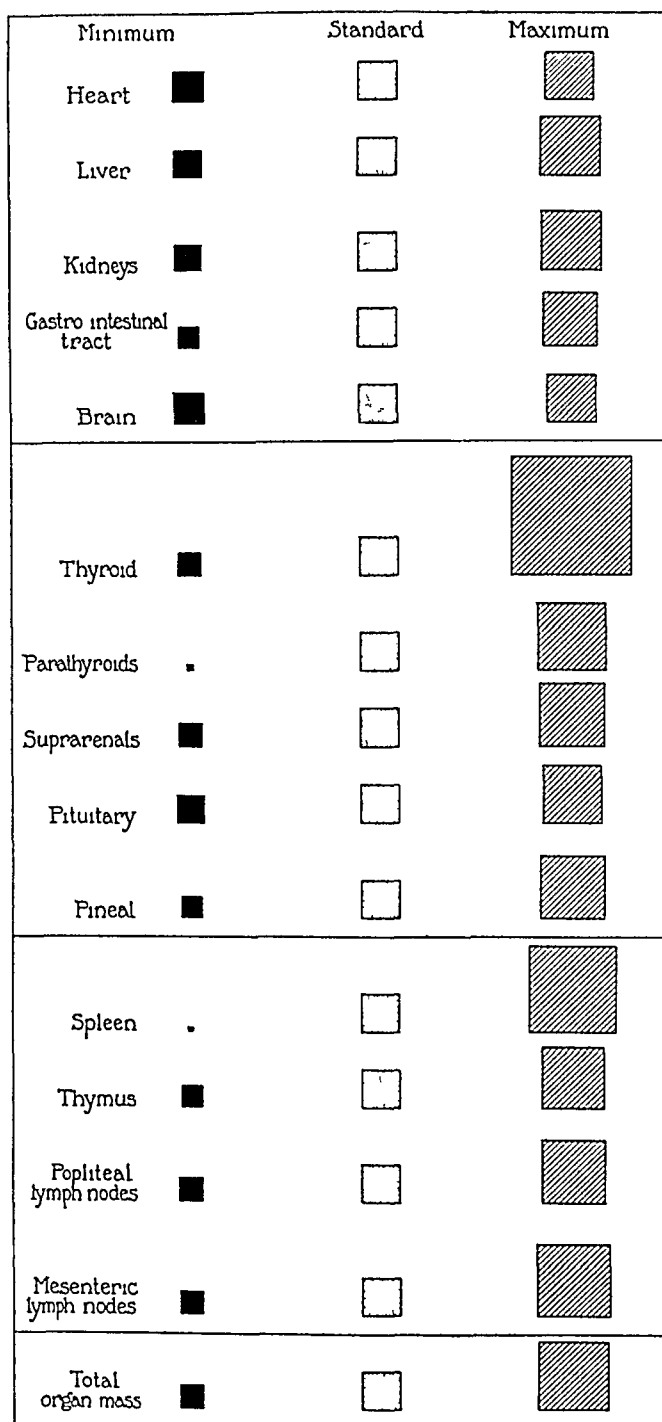 Minimum Standard Maximum
Heart
Liver
Kidneys
Gastro intestinal
tract
Brain
Thyroid
Parathyroids
Suprarenals
Pituitary
Pineal
Spleen
Thymus
Popliteal
lymph nodes
Mesenteric
lymph nodes
Total
organ mass